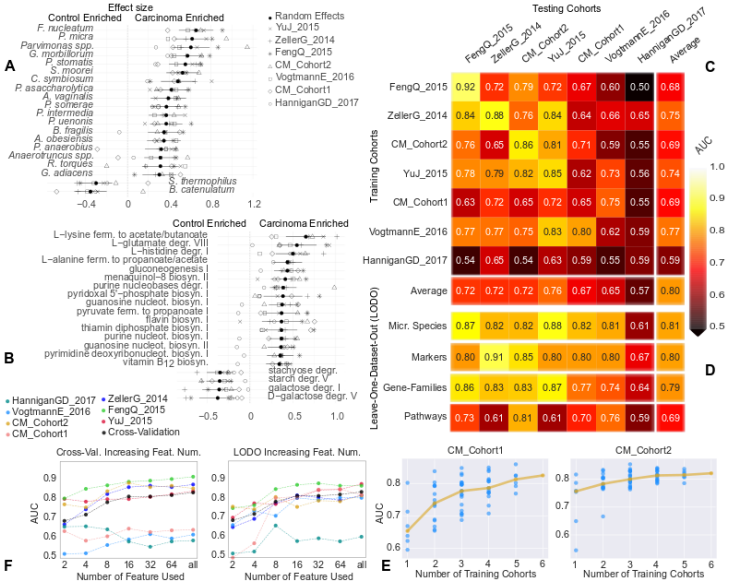 Effect size
Control Enriched Carcinoma Enriched
F. nucleatum
P. micra
Parvimonas spp.
G. morbillorum
P. stomatis
S. moorei
C. symbiosum
P. asaccharolytica
A. vaginalis
P. somerae
P. intermedia
P. uenonis
B. fragilis
A. obesiensis
P. anaerobius
Anaerotruncus spp.
R. torques
G. adiacens
S. thermophilus
B. catenulatum
-0.4 0.0 0.4 0.8 1.2
A
Random Effects
YuJ_2015
ZellerG_2014
FengQ_2015
CM_Cohort2
VogtmannE_2016
CM_Cohort1
HanniganGD_2017
Control Enriched Carcinoma Enriched
L-lysine ferm. to acetate/butanoate
L-glutamate degr. VIII
L-histidine degr. I
L-alanine ferm. to propanoate/acetate
gluconeogenesis I
menaquinol-8 biosyn. II
purine nucleobases degr. I
pyridoxal 5'-phosphate biosyn. I
guanosine nucleot. biosyn. I
pyruvate ferm. to propanoate I
flavin biosyn. I
thiamin diphosphate biosyn. I
purine nucleot. biosyn. I
guanosine nucleot. biosyn. II
pyrimidine deoxyribonucleot. biosyn. I
vitamin B12 biosyn.
stachyose degr.
starch degr. V
galactose degr. I
D-galactose degr. V
-1.0 -0.5 0.0 0.5 1.0
B
HanniganGD_2017
VogtmannE_2016
CM_Cohort2
CM_Cohort1
ZellerG_2014
FengQ_2015
YuJ_2015
Cross-Validation
Testing Cohorts
FengQ_2015 ZellerG_2014 CM_Cohort2 YuJ_2015 CM_Cohort1 VogtmannE_2016 HanniganGD_2017 Average
C
Training Cohorts
FengQ_2015 0.92 0.72 0.79 0.72 0.67 0.60 0.50 0.68
ZellerG_2014 0.84 0.88 0.76 0.84 0.64 0.66 0.65 0.75
CM_Cohort2 0.76 0.65 0.86 0.81 0.71 0.59 0.55 0.69
YuJ_2015 0.78 0.79 0.82 0.85 0.62 0.73 0.56 0.74
CM_Cohort1 0.63 0.72 0.65 0.72 0.65 0.75 0.55 0.69
VogtmannE_2016 0.77 0.77 0.75 0.83 0.80 0.62 0.59 0.77
HanniganGD_2017 0.54 0.65 0.54 0.63 0.59 0.55 0.59 0.59
Average 0.72 0.72 0.72 0.76 0.67 0.65 0.57 0.80
Leave-One-Dataset-Out (LODO)
Micr. Species 0.87 0.82 0.82 0.88 0.82 0.81 0.61 0.81
Markers 0.80 0.91 0.85 0.80 0.80 0.80 0.67 0.80
Gene-Families 0.86 0.83 0.83 0.87 0.77 0.74 0.64 0.79
Pathways 0.73 0.61 0.81 0.61 0.70 0.76 0.59 0.69
AUC
1.0
0.9
0.8
0.7
0.6
0.5
D
Cross-Val. Increasing Feat. Num.
AUC
0.9
0.8
0.7
0.6
0.5
2 4 8 16 32 64 all
Number of Feature Used
F
LODO Increasing Feat. Num.
AUC
0.9
0.8
0.7
0.6
0.5
2 4 8 16 32 64 all
Number of Feature Used
CM_Cohort1
AUC
0.8
0.7
0.6
1 2 3 4 5 6
Number of Training Cohorts
E
CM_Cohort2
0.8
0.7
0.6
1 2 3 4 5 6
Number of Training Cohorts